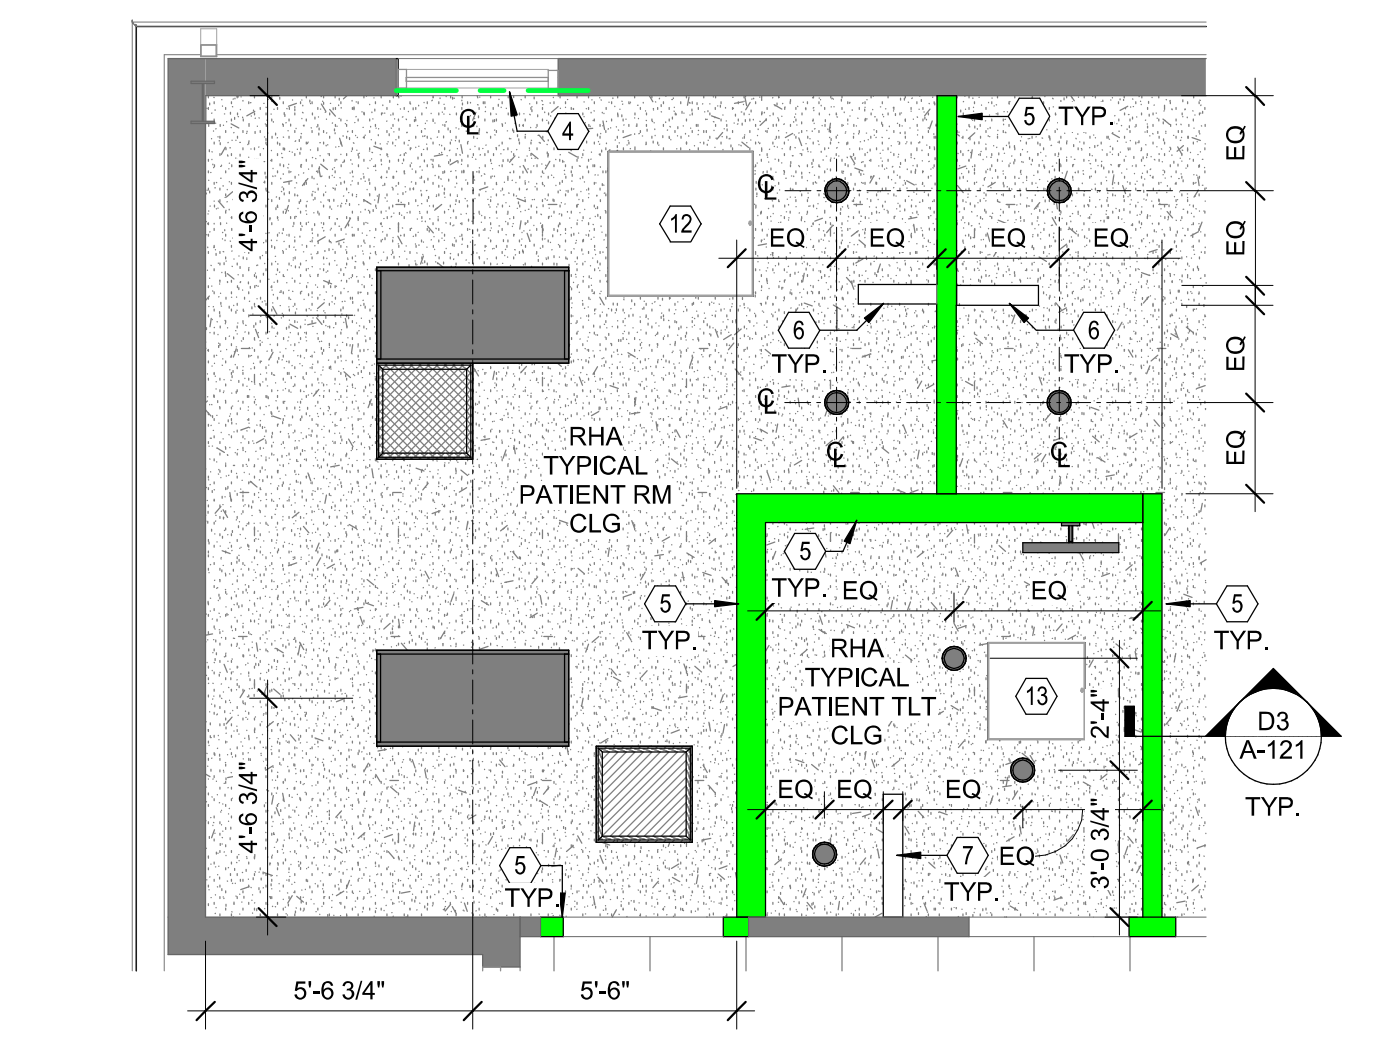 5 TYP.
4
EQ
4'-6 3/4"
12
℄
EQ EQ EQ EQ
EQ
6
TYP.
6
TYP.
EQ
℄
RHA
TYPICAL
PATIENT RM
CLG
℄
℄
℄
EQ
5
TYP.
EQ EQ
5
TYP.
5
TYP.
RHA
TYPICAL
PATIENT TLT
CLG
13
2'-4"
D3
A-121
TYP.
EQ EQ EQ
4'-6 3/4"
5
TYP.
7
TYP.
EQ
3'-0 3/4"
5'-6 3/4"
5'-6"